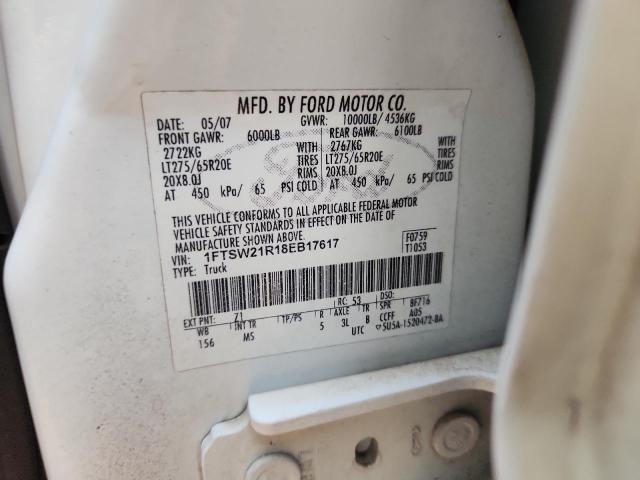 MFD. BY FORD MOTOR CO.
DATE: 05/07 GVWR: 10000LB/ 4536KG
FRONT GAWR: 6000LB REAR GAWR: 6100LB
2722KG WITH 2767KG WITH
LT275/65R20E TIRES LT275/65R20E TIRES
20X8.0J RIMS 20X8.0J RIMS
AT 450 kPa/ 65 PSI COLD AT 450 kPa/ 65 PSI COLD
THIS VEHICLE CONFORMS TO ALL APPLICABLE FEDERAL MOTOR
VEHICLE SAFETY STANDARDS IN EFFECT ON THE DATE OF
MANUFACTURE SHOWN ABOVE.
VIN: 1FTSW21R18EB17617 F0759
TYPE: Truck T1053
EXT PNT: Z1 RC: 53 DSO:
WB INT TR TP/PS R AXLE TR SPR BF716
156 MS 5 3L B CCFF A05
UTC 5U5A-1520472-BA
Ford